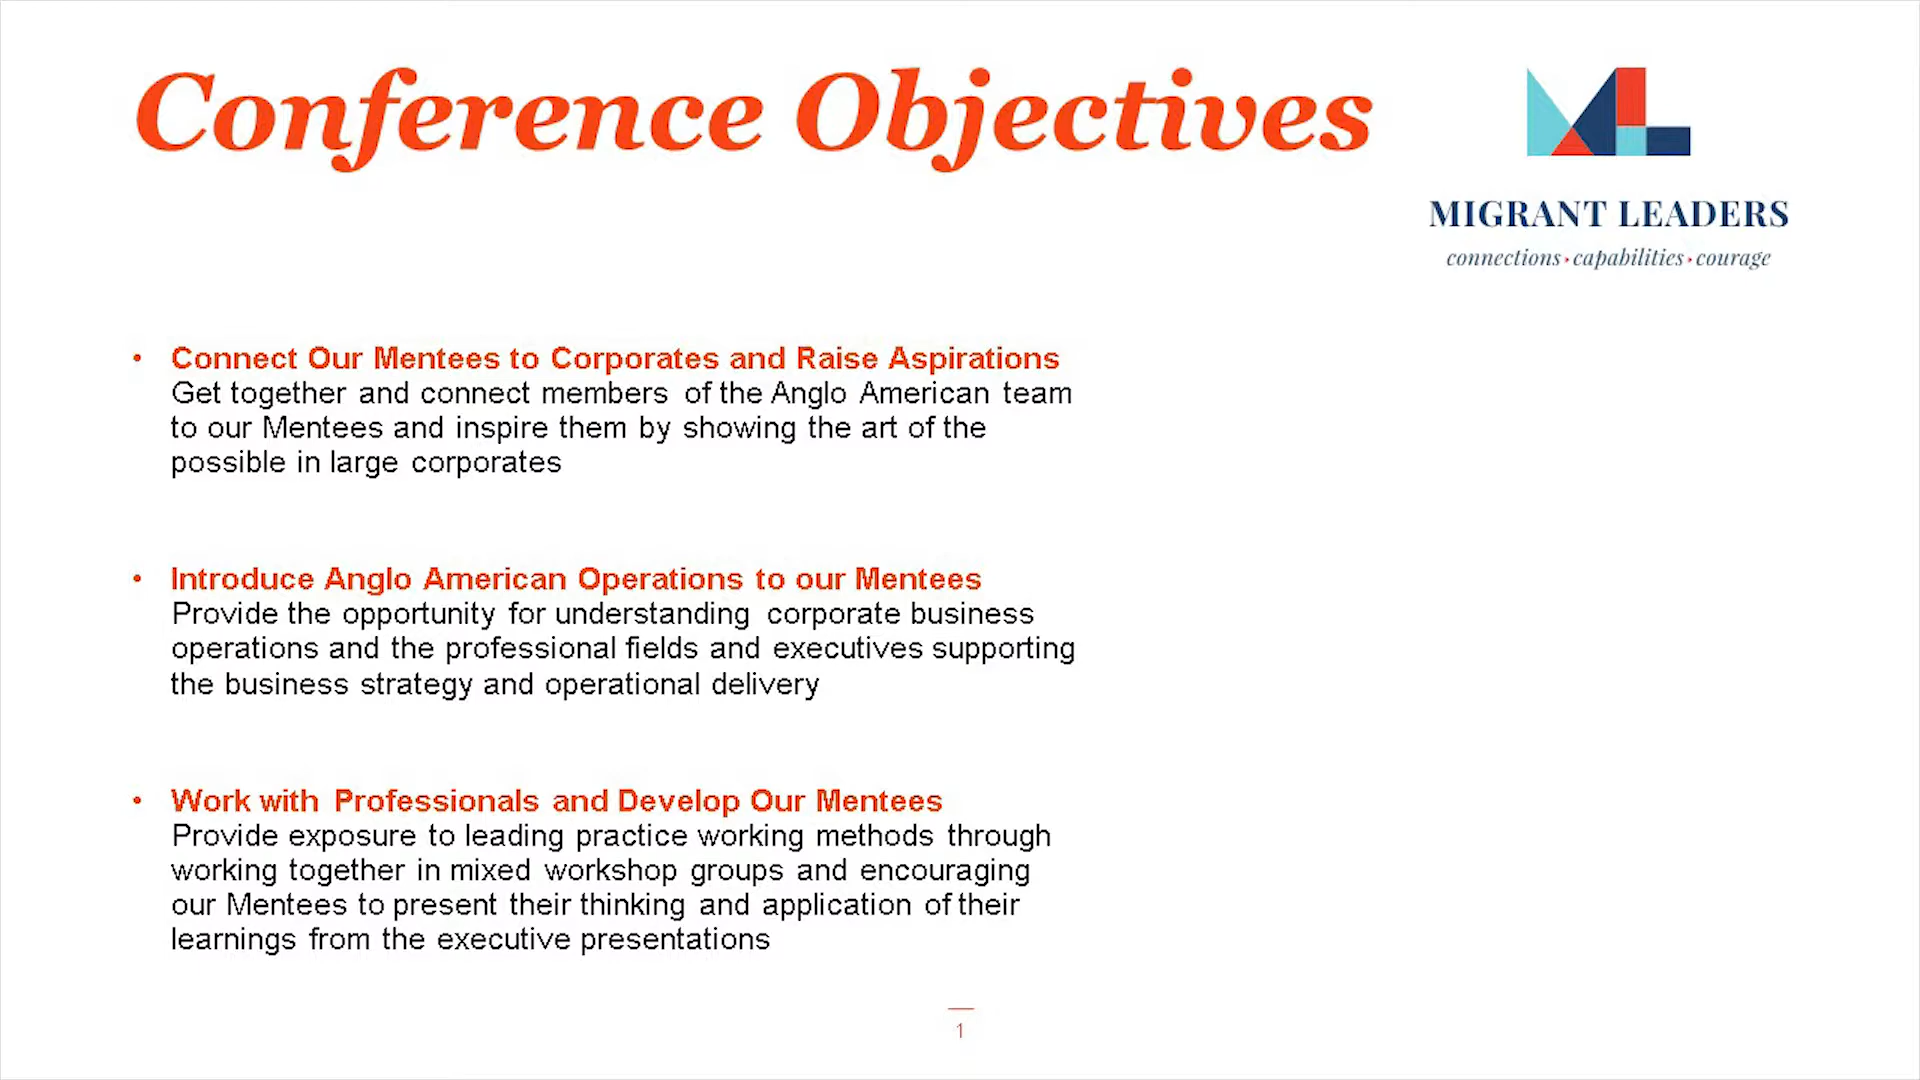 Conference Objectives
MIGRANT LEADERS
connections · capabilities · courage
• Connect Our Mentees to Corporates and Raise Aspirations
Get together and connect members of the Anglo American team
to our Mentees and inspire them by showing the art of the
possible in large corporates
• Introduce Anglo American Operations to our Mentees
Provide the opportunity for understanding corporate business
operations and the professional fields and executives supporting
the business strategy and operational delivery
• Work with Professionals and Develop Our Mentees
Provide exposure to leading practice working methods through
working together in mixed workshop groups and encouraging
our Mentees to present their thinking and application of their
learnings from the executive presentations
1